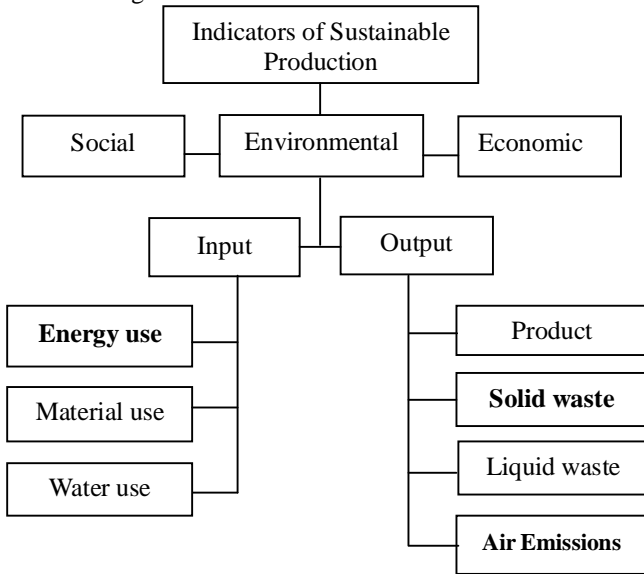 Indicators of Sustainable
Production
Social
Environmental
Economic
Input
Output
Energy use
Product
Material use
Solid waste
Water use
Liquid waste
Air Emissions